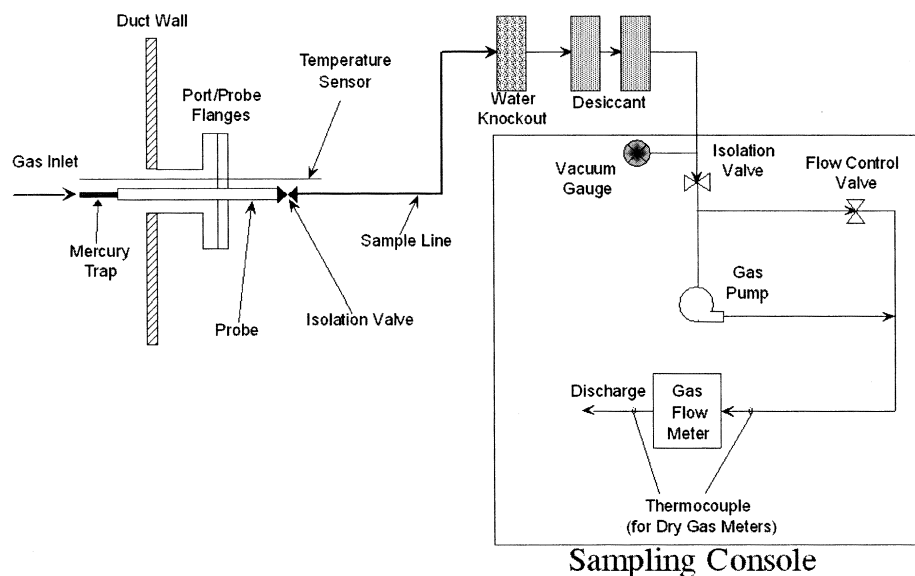 Duct Wall
Temperature
Sensor
Port/Probe
Flanges
Gas Inlet
Mercury
Trap
Probe
Isolation Valve
Sample Line
Water
Knockout
Desiccant
Vacuum
Gauge
Isolation
Valve
Flow Control
Valve
Gas
Pump
Discharge
Gas
Flow
Meter
Thermocouple
(for Dry Gas Meters)
Sampling Console